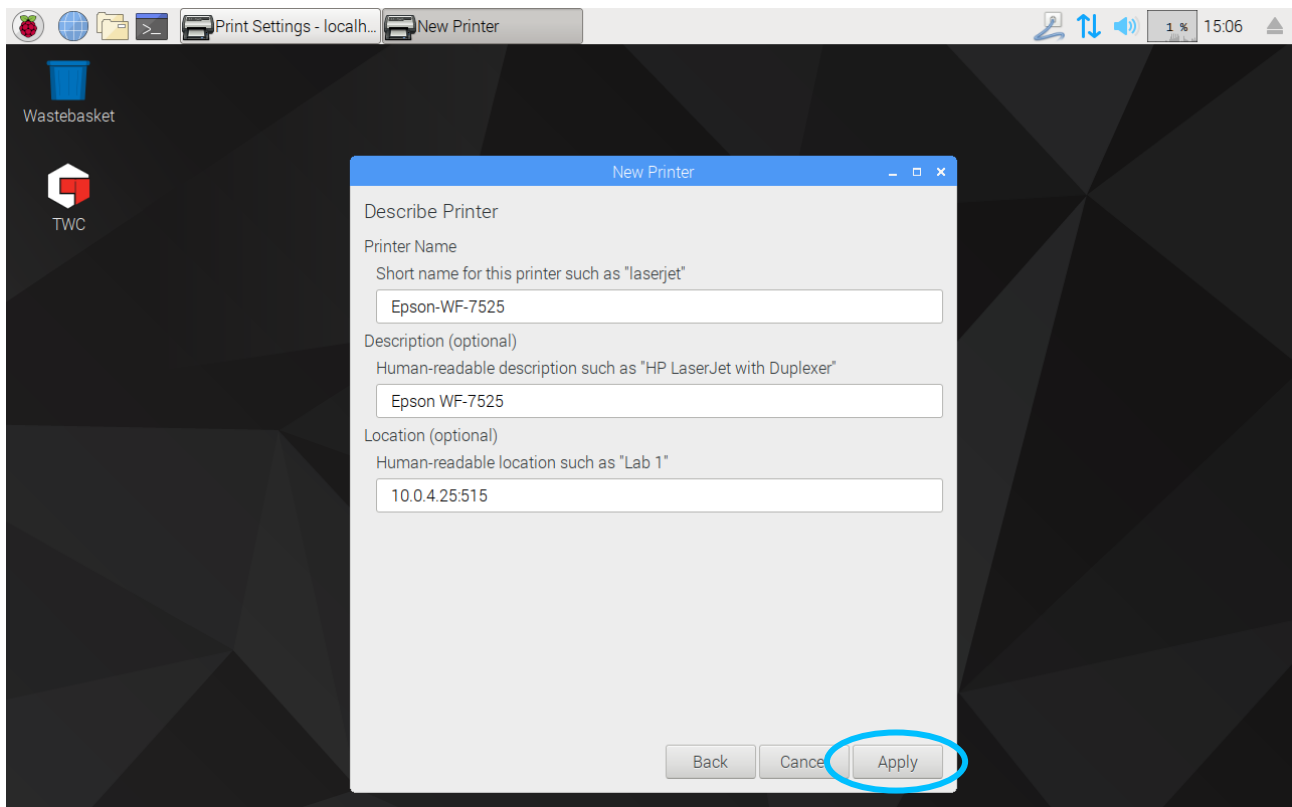 Print Settings - localh...
New Printer
1 %
15:06
Wastebasket
TWC
New Printer
Describe Printer
Printer Name
Short name for this printer such as "laserjet"
Epson-WF-7525
Description (optional)
Human-readable description such as "HP LaserJet with Duplexer"
Epson WF-7525
Location (optional)
Human-readable location such as "Lab 1"
10.0.4.25:515
Back
Cance
Apply